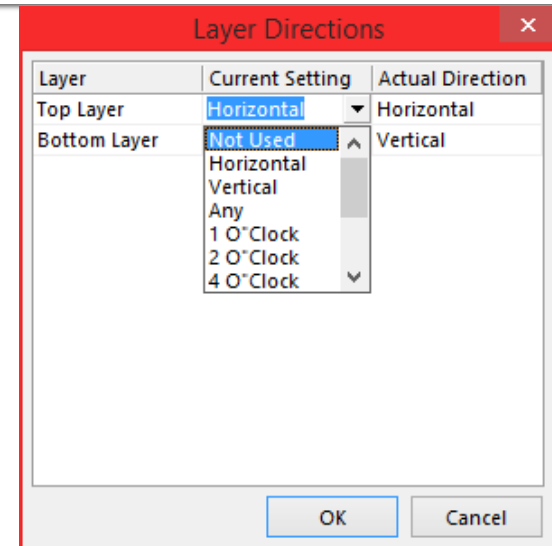 Layer Directions
Layer Current Setting Actual Direction
Top Layer Horizontal Horizontal
Bottom Layer Not Used Vertical
Horizontal
Vertical
Any
1 O"Clock
2 O"Clock
4 O"Clock
OK Cancel